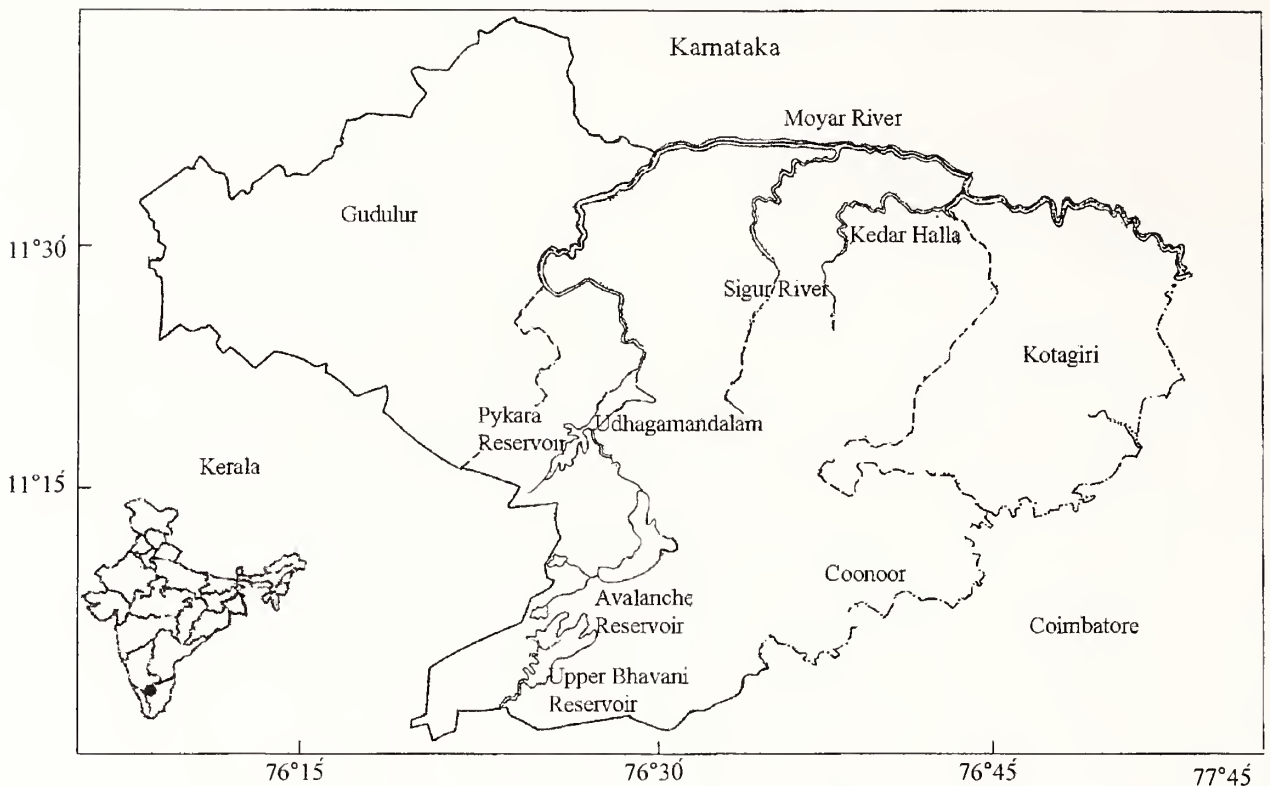 Karnataka
Moyar River
Gudulur
Kedar Halla
11°30
Sigur River
Kotagiri
Pykara
Reservoir
Udhagamandalam
Kerala
11°15
Coonoor
Avalanche
Reservoir
Coimbatore
Upper Bhavani
Reservoir
76°15
76°30
76°45
77°45